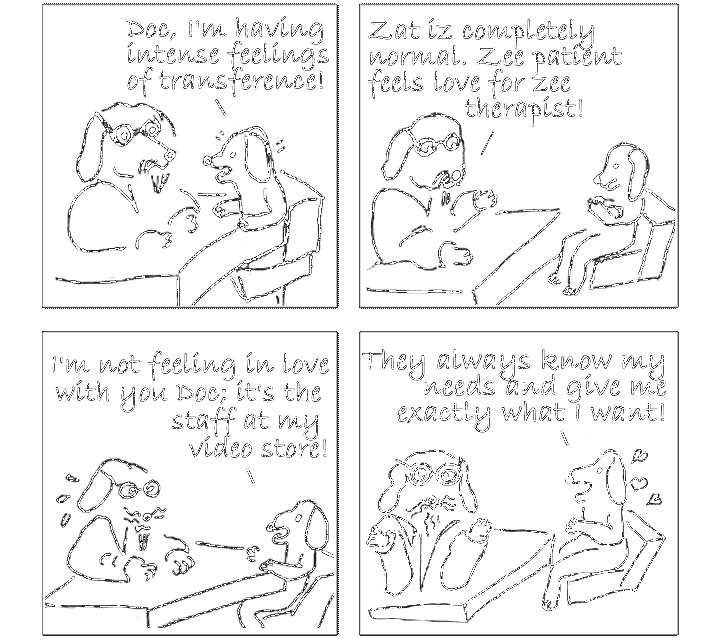 Doc, I'm having
intense feelings
of transference!
Zat iz completely
normal. Zee patient
feels love for zee
therapist!
I'm not feeling in love
with you Doc; it's the
staff at my
video store!
They always know my
needs and give me
exactly what I want!